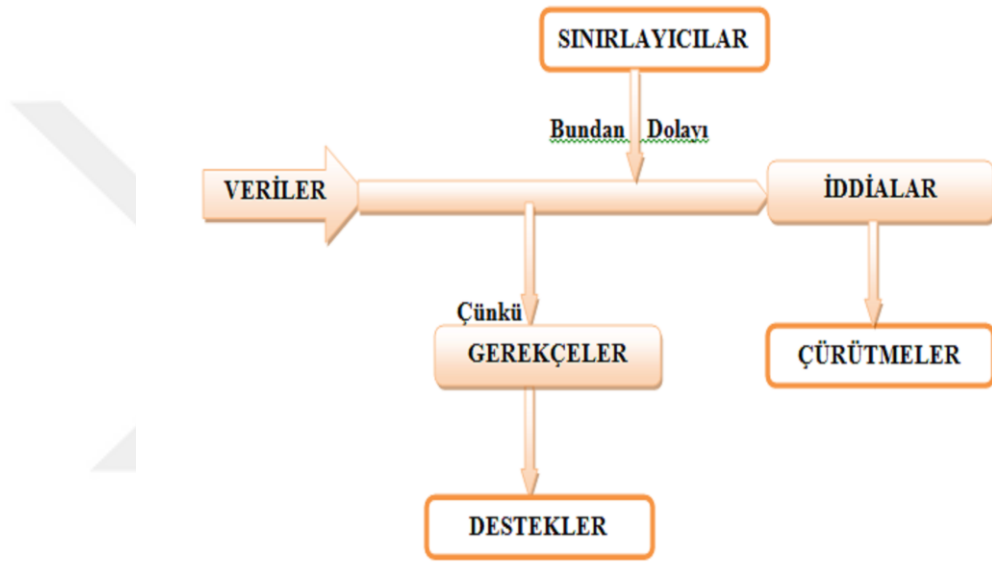 SINIRLAYICILAR
Bundan Dolayı
VERİLER
İDDİALAR
Çünkü
GEREKÇELER
ÇÜRÜTMELER
DESTEKLER